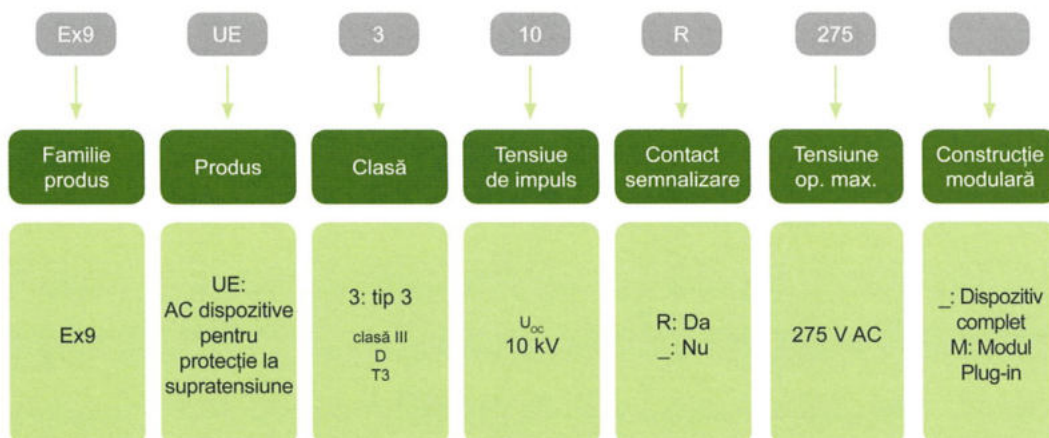 Ex9
UE
3
10
R
275
Familie
produs
Produs
Clasă
Tensiue
de impuls
Contact
semnalizare
Tensiune
op. max.
Construcție
modulară
Ex9
UE:
AC dispozitive
pentru
protecție la
supratensiune
3: tip 3
clasă III
D
T3
Uoc
10 kV
R: Da
_: Nu
275 V AC
_: Dispozitiv
complet
M: Modul
Plug-in